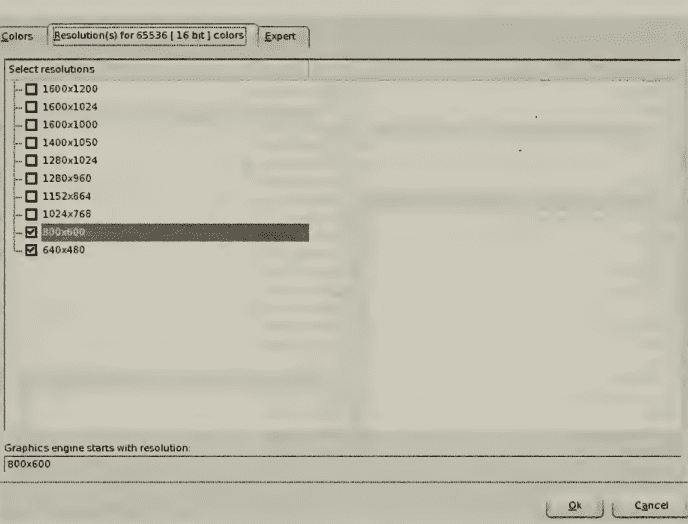 Colors Resolution(s) for 65536 [ 16 bit ] colors Expert
Select resolutions
1600x1200
1600x1024
1600x1000
1400x1050
1280x1024
1280x960
1152x864
1024x768
800x600
640x480
Graphics engine starts with resolution:
800x600
Ok Cancel